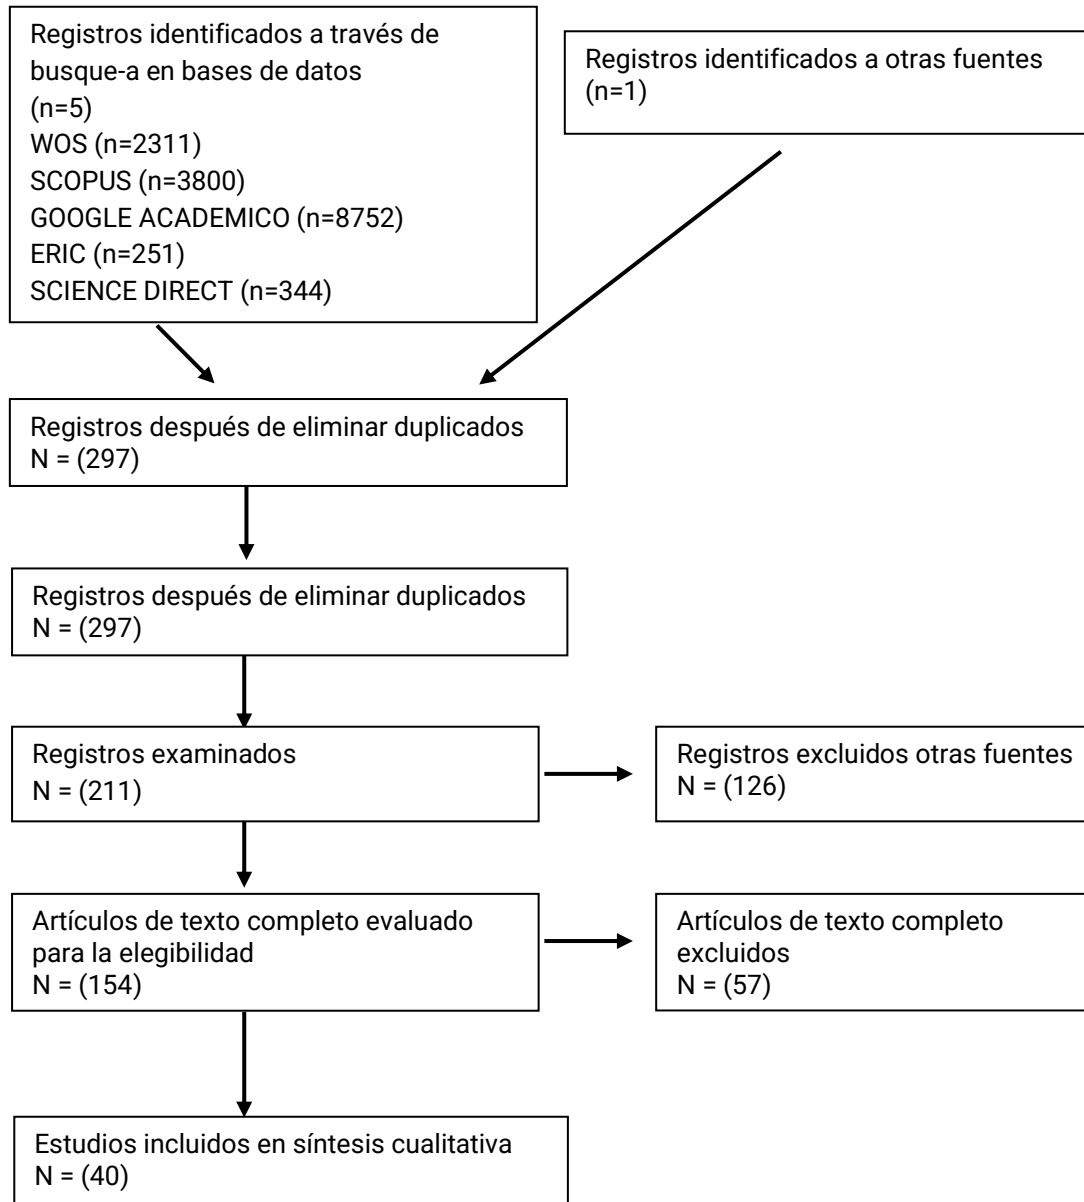 Registros identificados a través de
busque-a en bases de datos
(n=5)
WOS (n=2311)
SCOPUS (n=3800)
GOOGLE ACADEMICO (n=8752)
ERIC (n=251)
SCIENCE DIRECT (n=344)
Registros identificados a otras fuentes
(n=1)
Registros después de eliminar duplicados
N = (297)
Registros después de eliminar duplicados
N = (297)
Registros examinados
N = (211)
Registros excluidos otras fuentes
N = (126)
Artículos de texto completo evaluado
para la elegibilidad
N = (154)
Artículos de texto completo
excluidos
N = (57)
Estudios incluidos en síntesis cualitativa
N = (40)